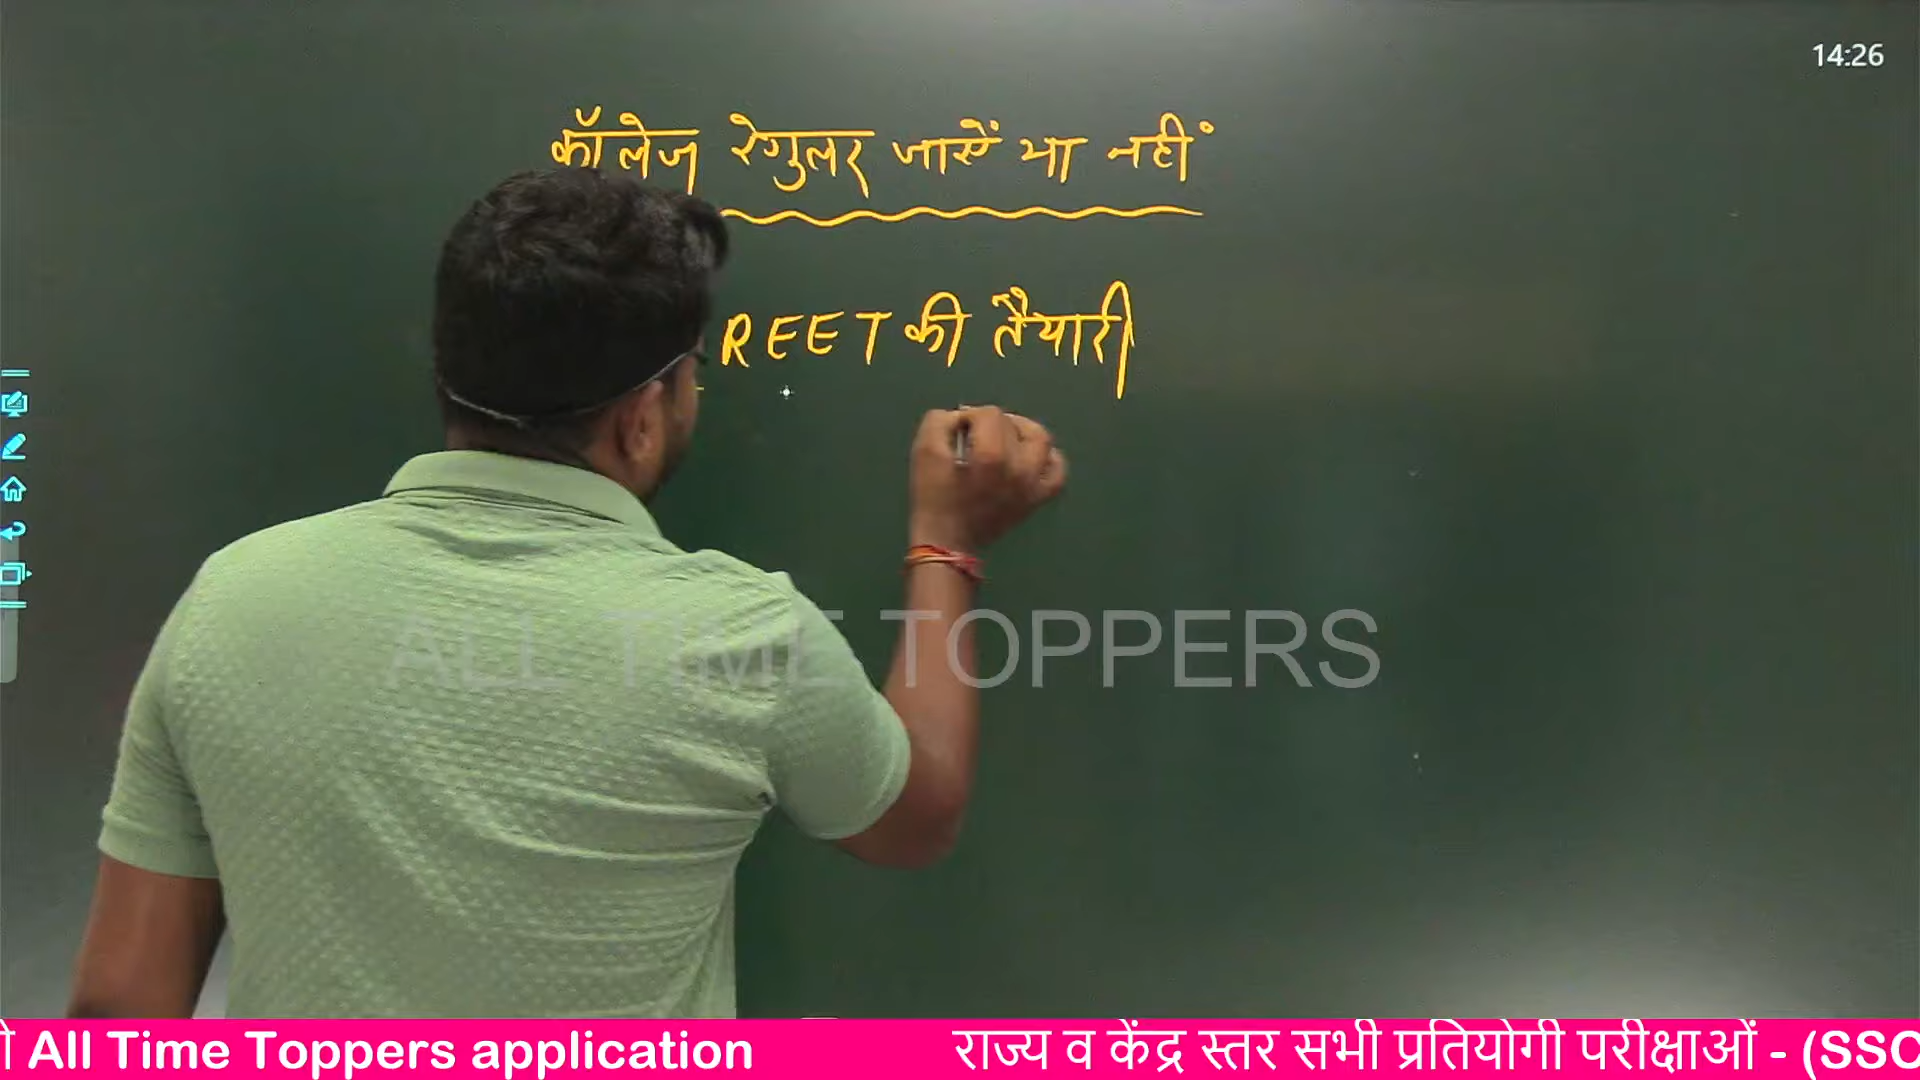 14:26
कॉलेज रेगुलर जाऐं या नहीं
REET की तैयारी
ALL TIME TOPPERS
All Time Toppers application
राज्य व केंद्र स्तर सभी प्रतियोगी परीक्षाओं - (SSC